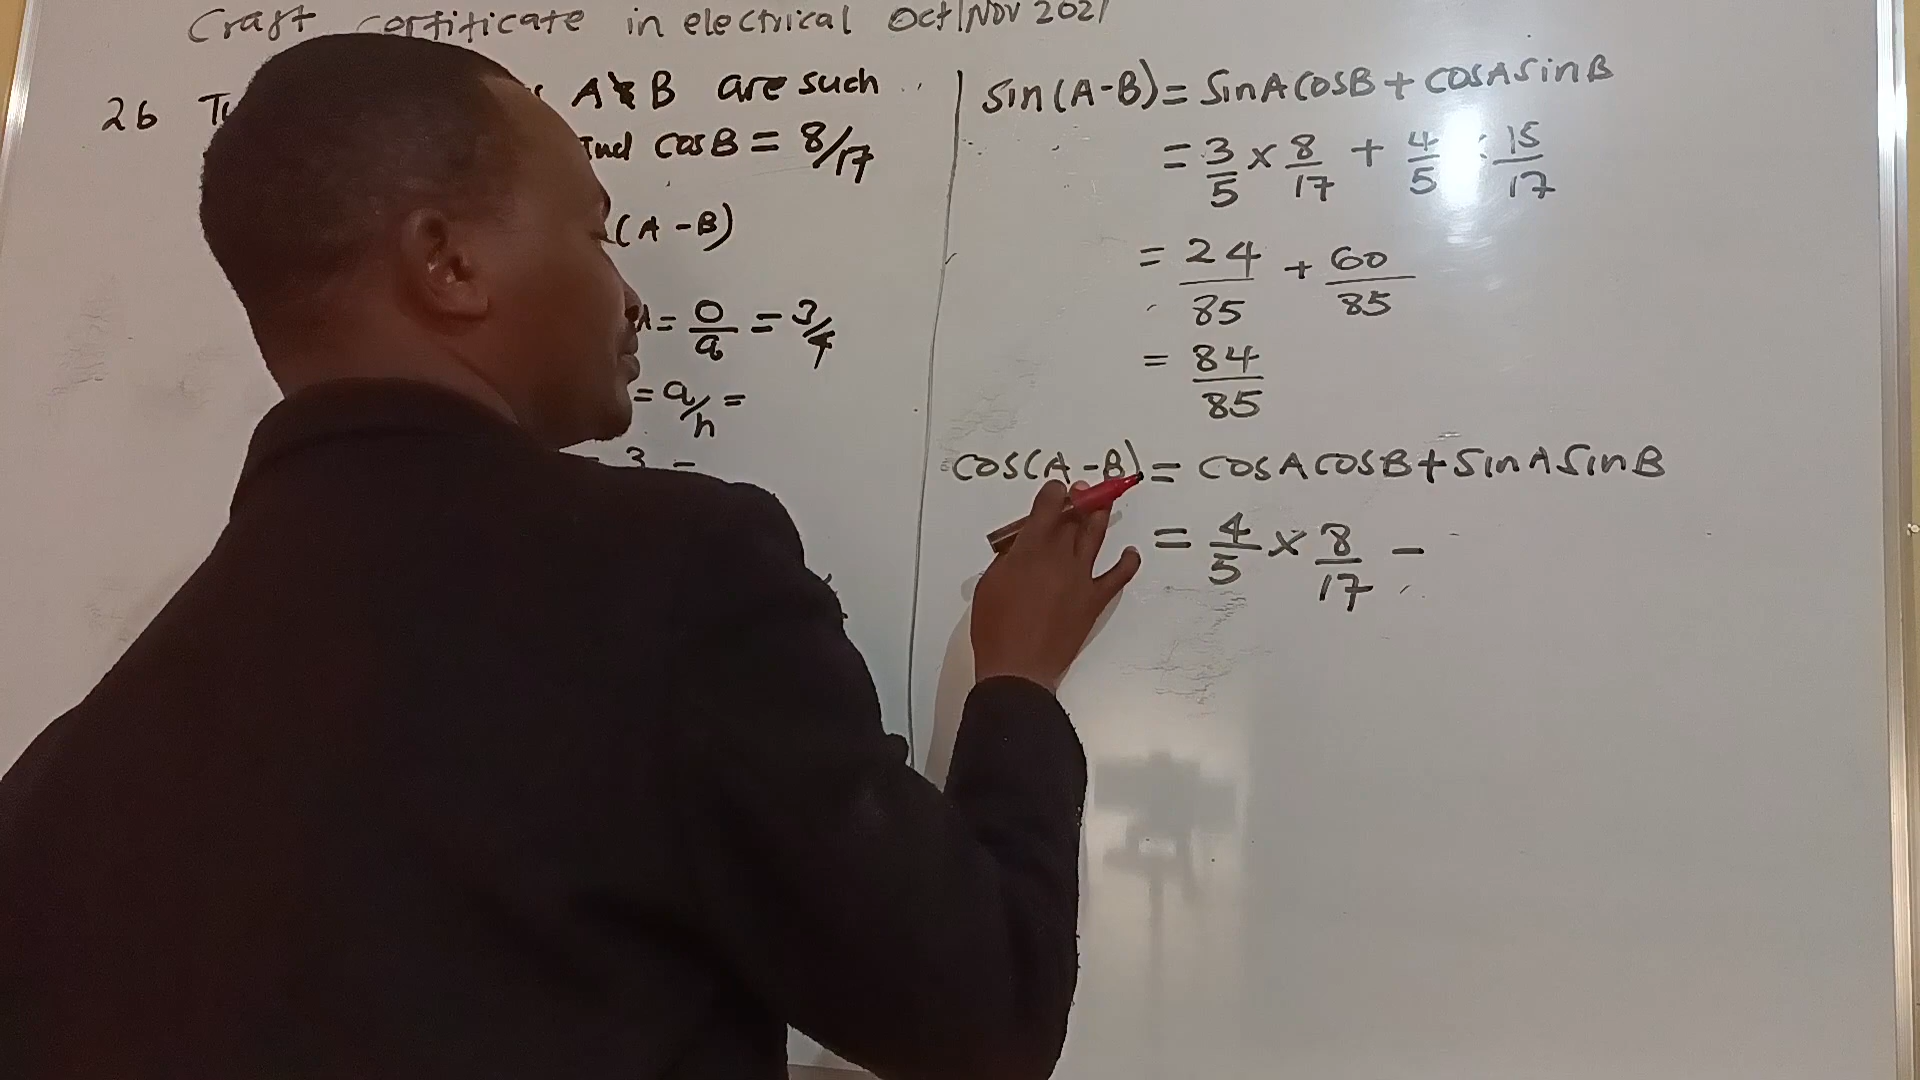 Craft certificate in electrical Oct/Nov 2021
26 A & B are such
and cosB = 8/17
(A - B)
= o/a = 3/4
= a/h =
= 3 -
sin(A-B) = sinAcosB + cosAsinB
= 3/5 x 8/17 + 4/5 15/17
= 24/85 + 60/85
= 84/85
cos(A-B) = cosAcosB + sinAsinB
= 4/5 x 8/17 -